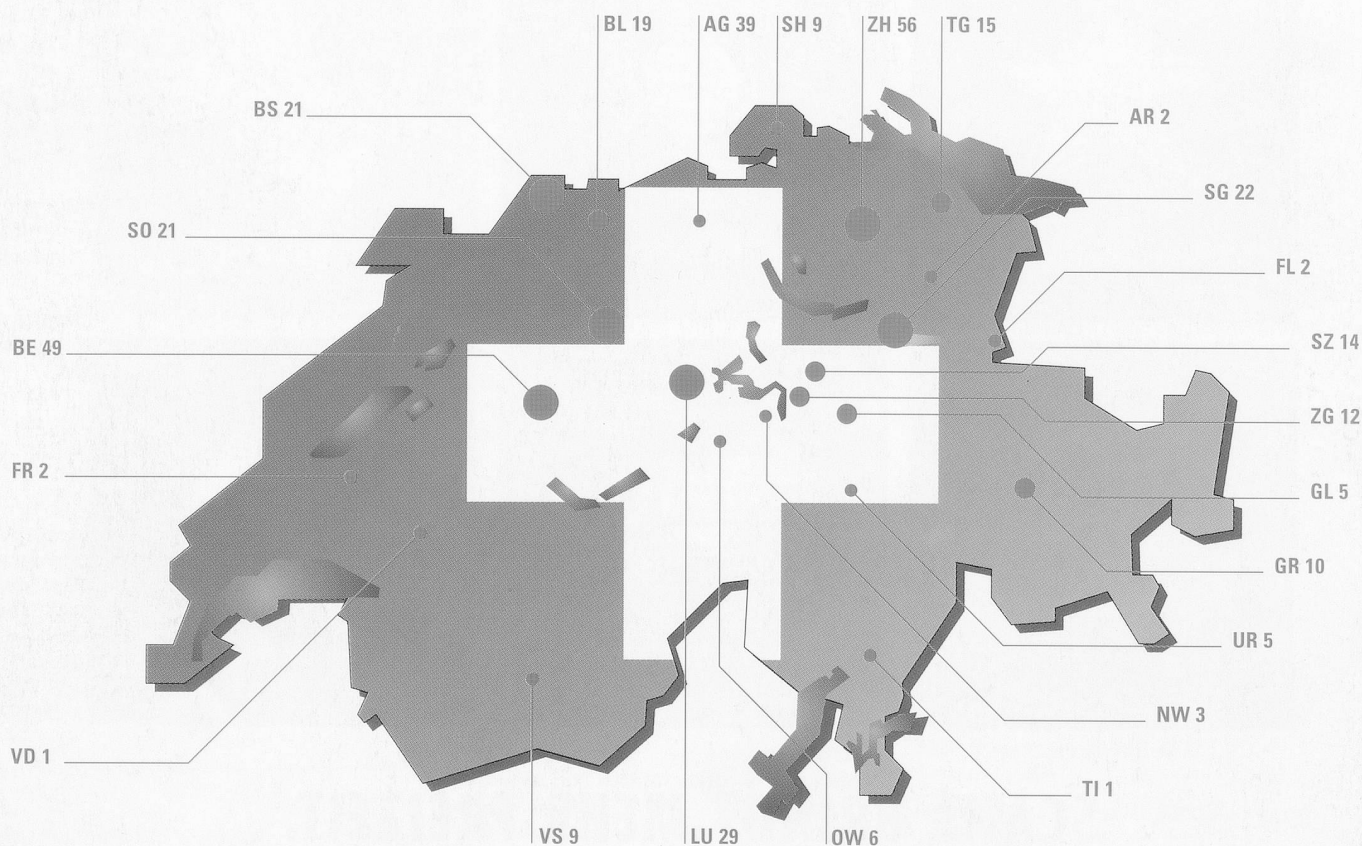 BL 19
AG 39
SH 9
ZH 56
TG 15
BS 21
AR 2
SG 22
SO 21
FL 2
BE 49
SZ 14
ZG 12
FR 2
GL 5
GR 10
UR 5
NW 3
VD 1
TI 1
VS 9
LU 29
OW 6